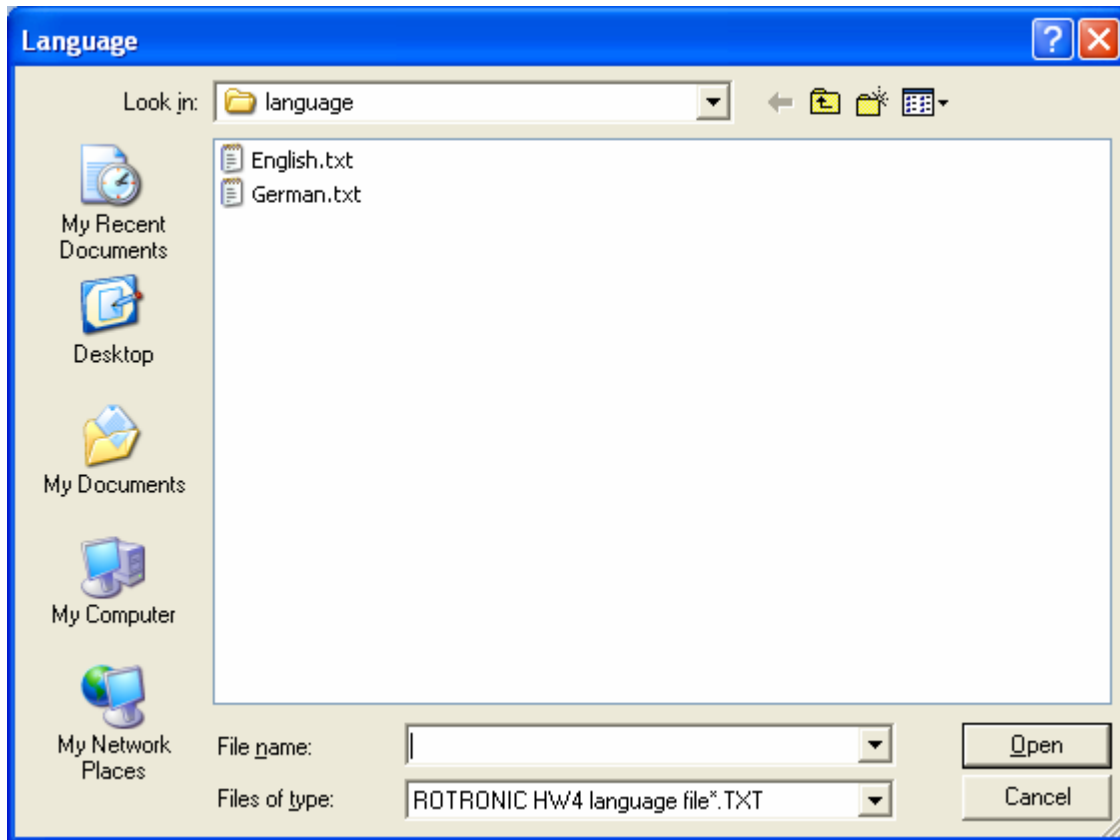 Language
Look in:
language
English.txt
German.txt
My Recent
Documents
Desktop
My Documents
My Computer
My Network
Places
File name:
Open
Files of type:
ROTRONIC HW4 language file*.TXT
Cancel